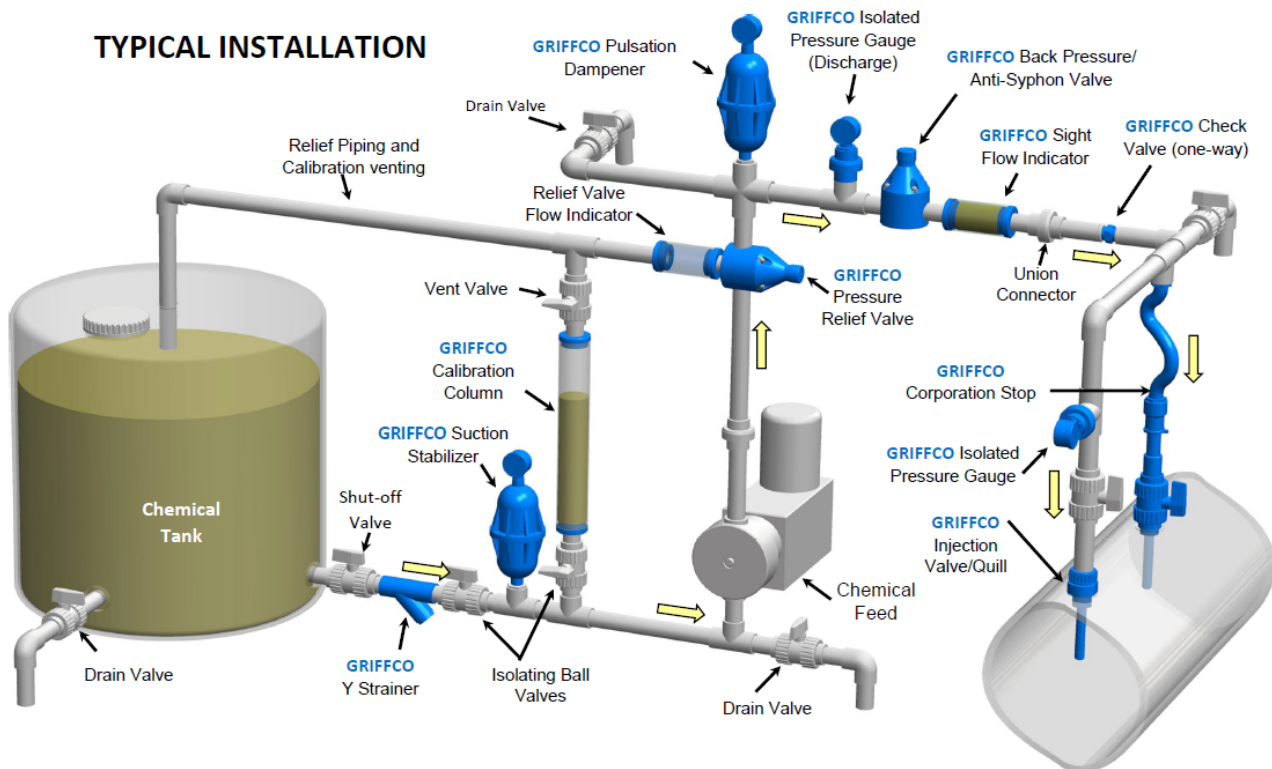 TYPICAL INSTALLATION
GRIFFCO Pulsation
Dampener
GRIFFCO Isolated
Pressure Gauge
(Discharge)
GRIFFCO Back Pressure/
Anti-Syphon Valve
Drain Valve
GRIFFCO Sight
Flow Indicator
GRIFFCO Check
Valve (one-way)
Relief Piping and
Calibration venting
Relief Valve
Flow Indicator
Union
Connector
GRIFFCO
Pressure
Relief Valve
Vent Valve
GRIFFCO
Calibration
Column
GRIFFCO
Corporation Stop
GRIFFCO Suction
Stabilizer
GRIFFCO Isolated
Pressure Gauge
Shut-off
Valve
Chemical
Tank
GRIFFCO
Injection
Valve/Quill
Chemical
Feed
Drain Valve
GRIFFCO
Y Strainer
Isolating Ball
Valves
Drain Valve